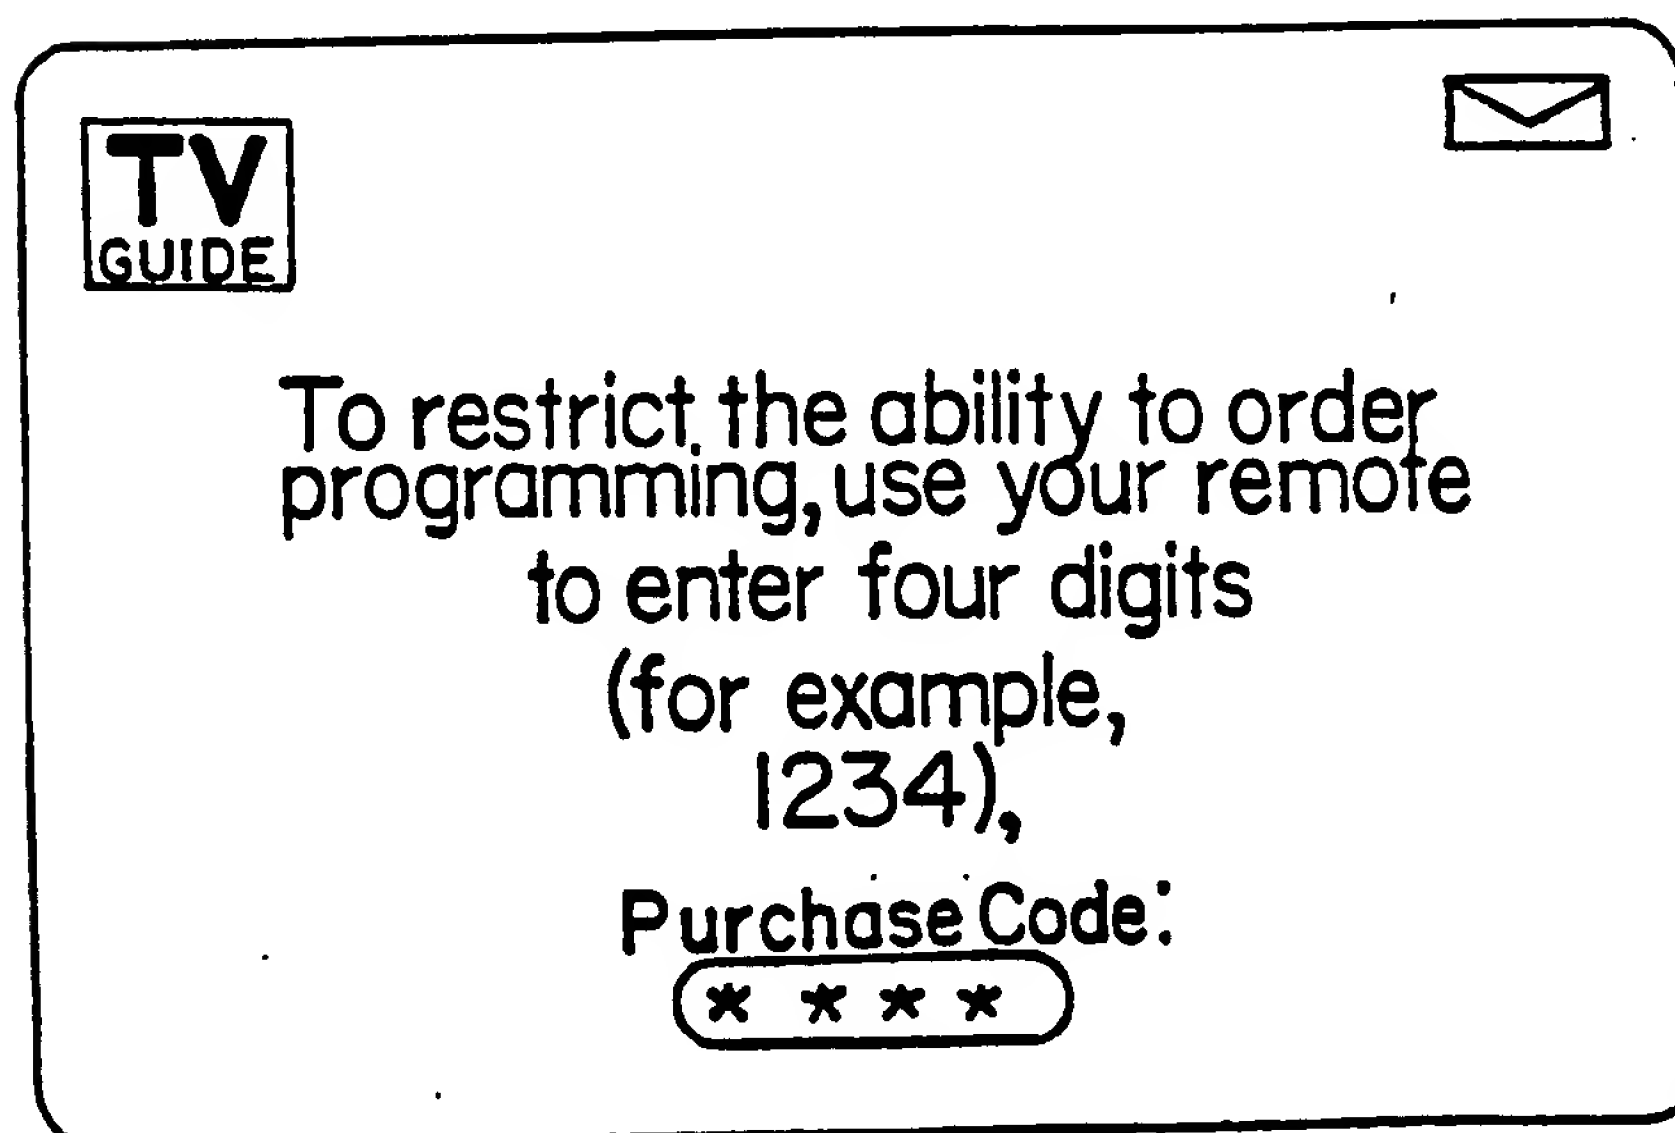 TV
GUIDE
To restrict the ability to order
programming, use your remote
to enter four digits
(for example,
1234),
Purchase Code:
* * * *